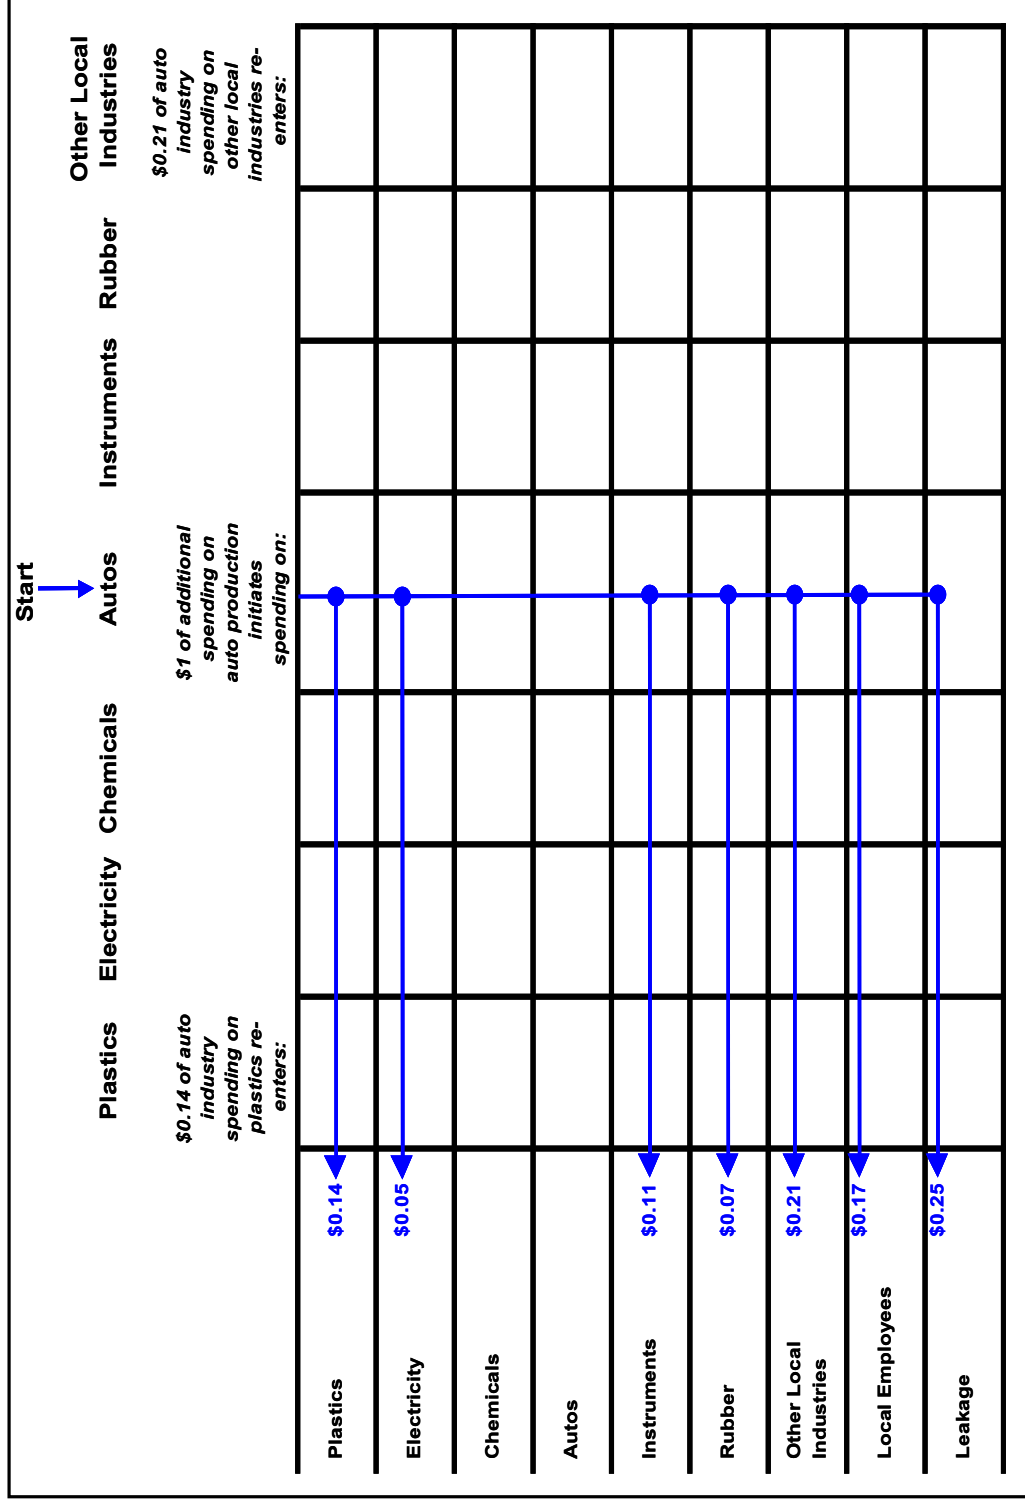 Start
Plastics
Electricity
Chemicals
Autos
Instruments
Rubber
Other Local
Industries
$0.14 of auto
industry
spending on
plastics re-
enters:
$1 of additional
spending on
auto production
initiates
spending on:
$0.21 of auto
industry
spending on
other local
industries re-
enters:
Plastics
$0.14
Electricity
$0.05
Chemicals
Autos
Instruments
$0.11
Rubber
$0.07
Other Local
Industries
$0.21
Local Employees
$0.17
Leakage
$0.25